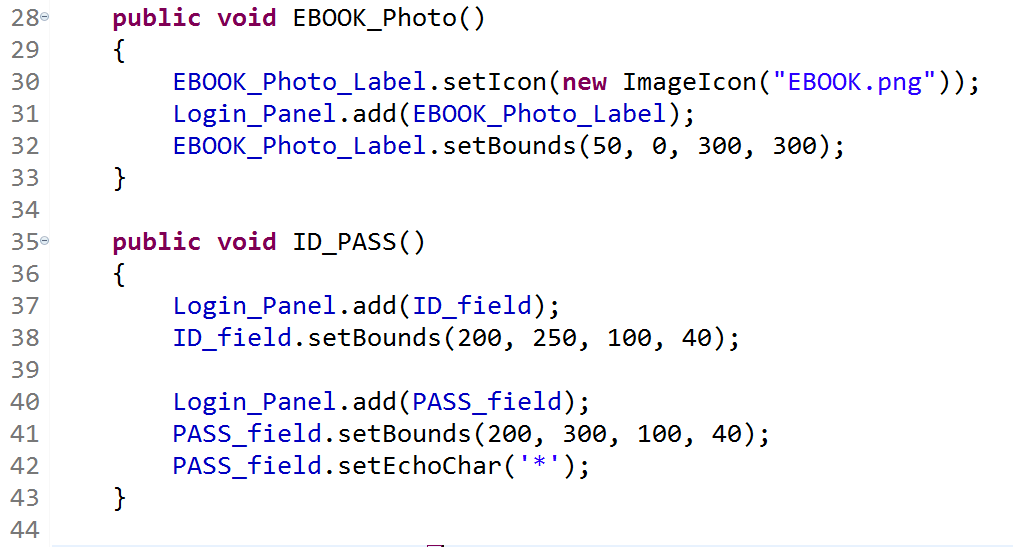 28 public void EBOOK_Photo()
29 {
30 EBOOK_Photo_Label.setIcon(new ImageIcon("EBOOK.png"));
31 Login_Panel.add(EBOOK_Photo_Label);
32 EBOOK_Photo_Label.setBounds(50, 0, 300, 300);
33 }
34
35 public void ID_PASS()
36 {
37 Login_Panel.add(ID_field);
38 ID_field.setBounds(200, 250, 100, 40);
39
40 Login_Panel.add(PASS_field);
41 PASS_field.setBounds(200, 300, 100, 40);
42 PASS_field.setEchoChar('*');
43 }
44